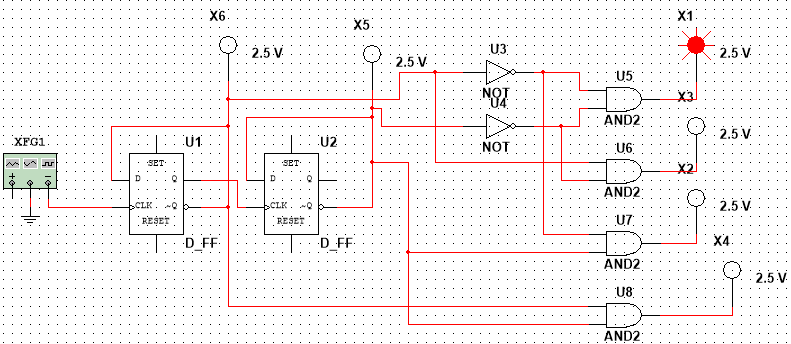 X6
2.5 V
X5
2.5 V
X1
2.5 V
U3
NOT
U4
NOT
U5
AND2
X3
2.5 V
XFG1
+
−
U1
SET
D Q
CLK ~Q
RESET
D_FF
U2
SET
D Q
CLK ~Q
RESET
D_FF
U6
AND2
X2
2.5 V
U7
AND2
X4
2.5 V
U8
AND2